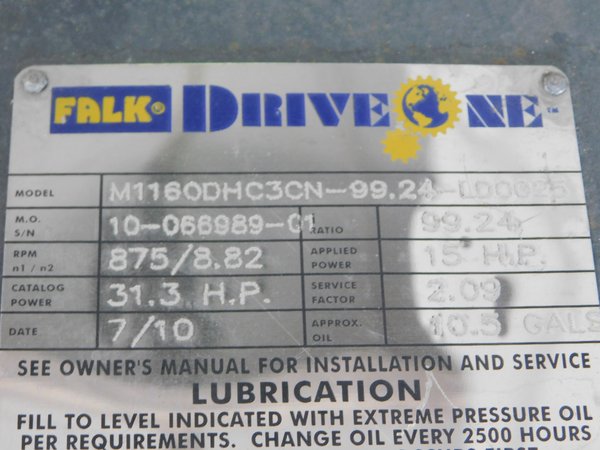 FALK® DRIVE ONE™
MODEL M1160DHC3CN-99.24-
M.O. S/N 10-066989-01 RATIO 99.24
RPM n1 / n2 875/8.82 APPLIED POWER 15 H.P.
CATALOG POWER 31.3 H.P. SERVICE FACTOR 2.09
DATE 7/10 APPROX. OIL 10.5 GALS
SEE OWNER'S MANUAL FOR INSTALLATION AND SERVICE
LUBRICATION
FILL TO LEVEL INDICATED WITH EXTREME PRESSURE OIL
PER REQUIREMENTS. CHANGE OIL EVERY 2500 HOURS